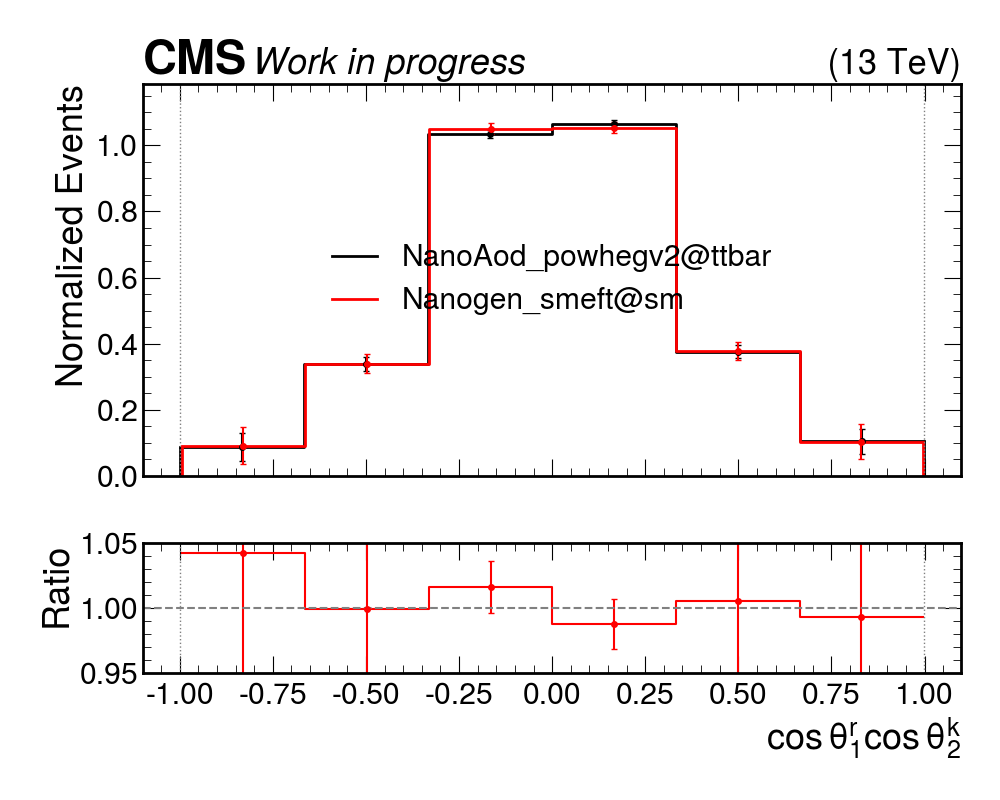 CMS Work in progress (13 TeV)
Normalized Events
1.0
0.8
0.6
0.4
0.2
0.0
NanoAod_powhegv2@ttbar
Nanogen_smeft@sm
Ratio
1.05
1.00
0.95
-1.00 -0.75 -0.50 -0.25 0.00 0.25 0.50 0.75 1.00
cos θ₁ʳ cos θ₂ᵏ